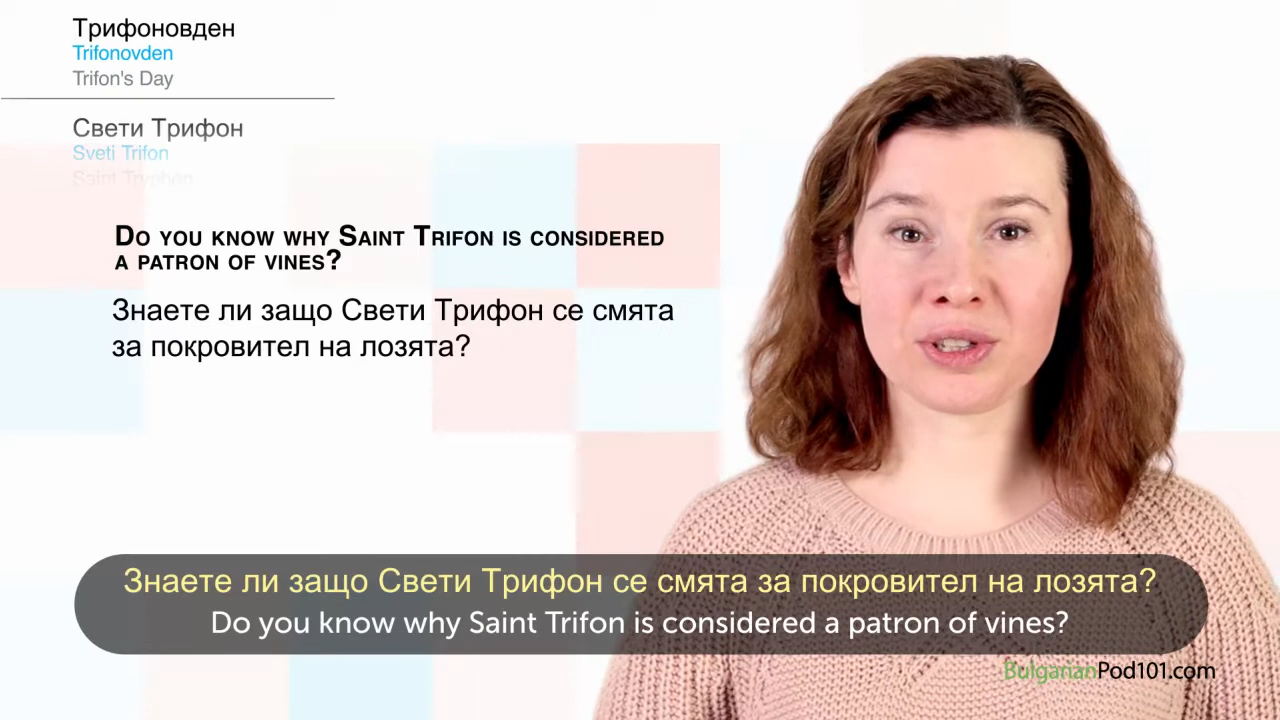 Трифоновден
Trifonovden
Trifon's Day
Свети Трифон
Sveti Trifon
Saint Tryphon
Do you know why Saint Trifon is considered
a patron of vines?
Знаете ли защо Свети Трифон се смята
за покровител на лозята?
Знаете ли защо Свети Трифон се смята за покровител на лозята?
Do you know why Saint Trifon is considered a patron of vines?
BulgarianPod101.com